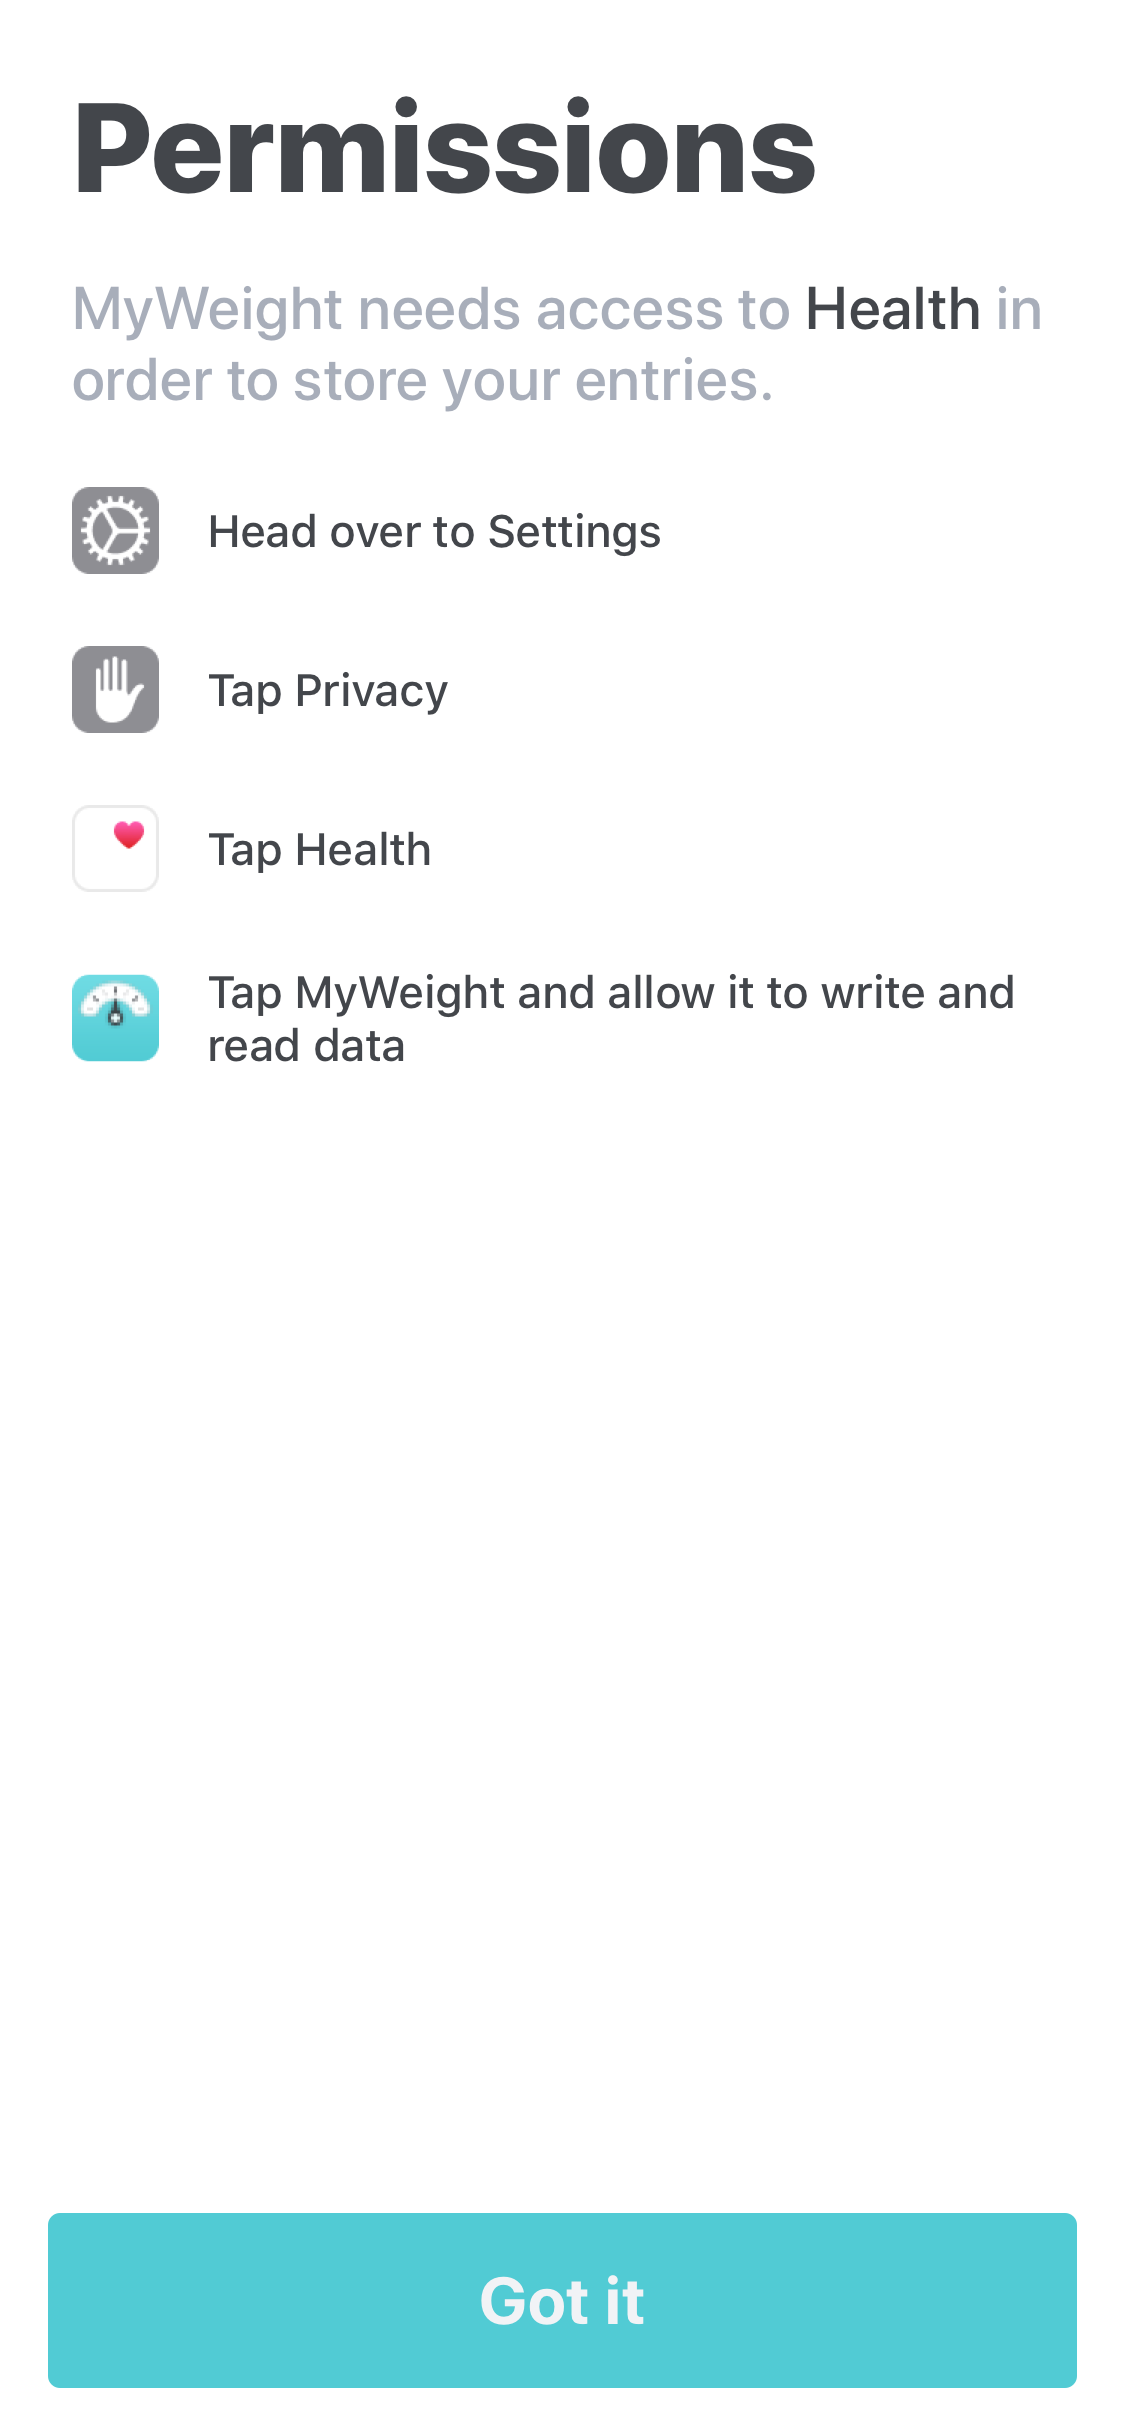 Permissions
MyWeight needs access to Health in
order to store your entries.
Head over to Settings
Tap Privacy
Tap Health
Tap MyWeight and allow it to write and
read data
Got it